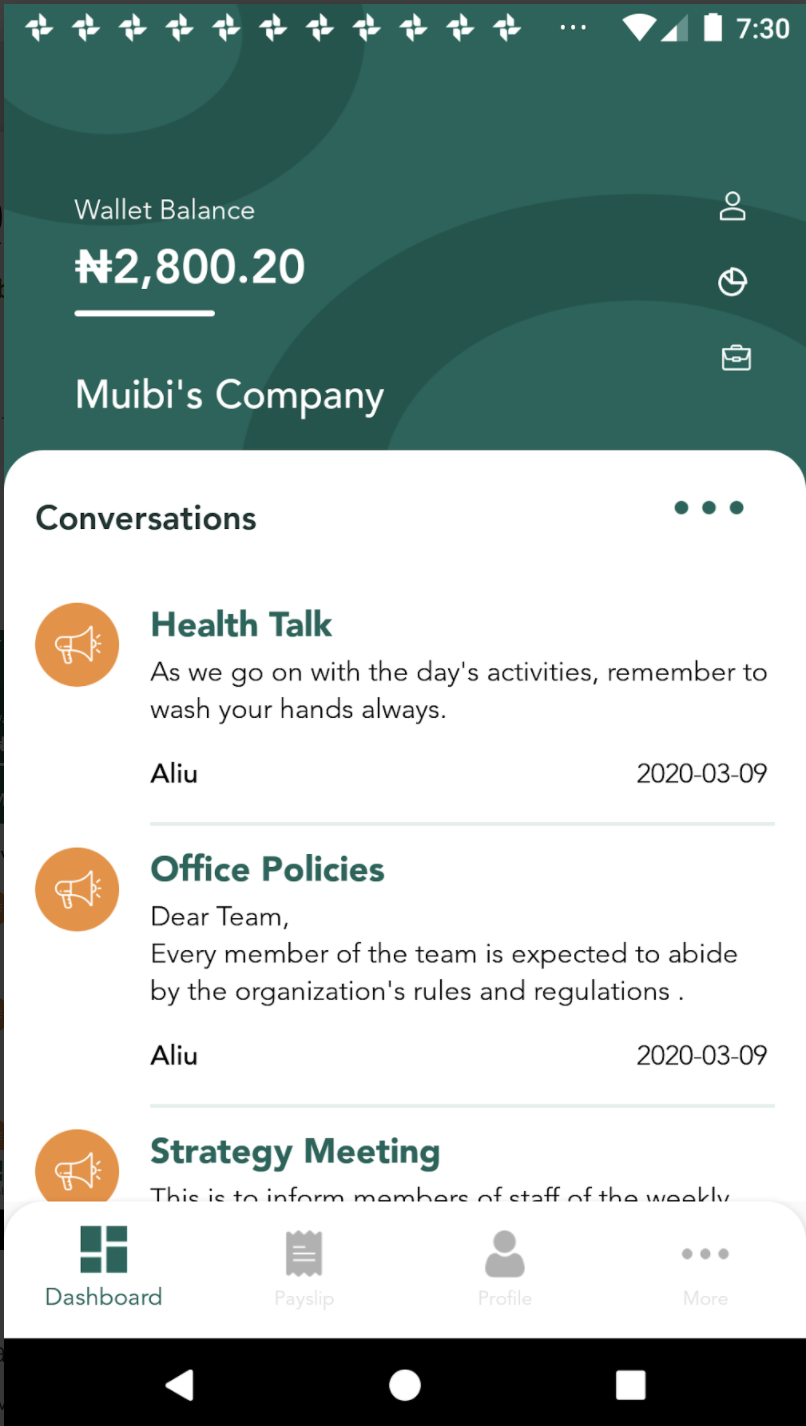 7:30
Wallet Balance
₦2,800.20
Muibi's Company
Conversations
Health Talk
As we go on with the day's activities, remember to
wash your hands always.
Aliu 2020-03-09
Office Policies
Dear Team,
Every member of the team is expected to abide
by the organization's rules and regulations .
Aliu 2020-03-09
Strategy Meeting
This is to inform members of staff of the weekly
Dashboard Payslip Profile More